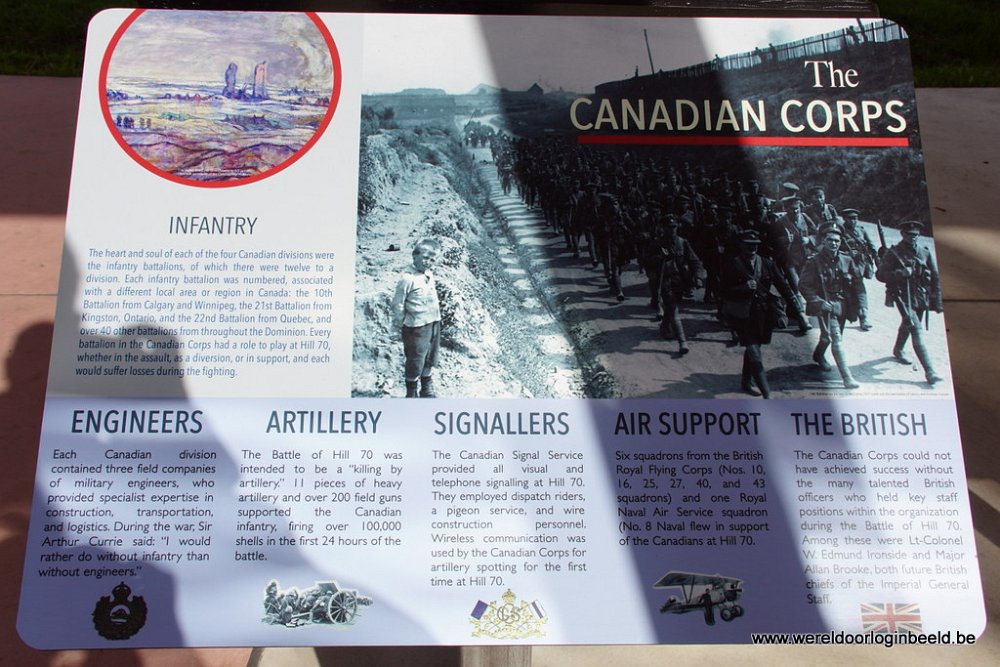 The
CANADIAN CORPS
INFANTRY
The heart and soul of each of the four Canadian divisions were
the infantry battalions, of which there were twelve to a
division. Each infantry battalion was numbered, associated
with a different local area or region in Canada: the 10th
Battalion from Calgary and Winnipeg, the 21st Battalion from
Kingston, Ontario, and the 22nd Battalion from Quebec, and
over 40 other battalions from throughout the Dominion. Every
battalion in the Canadian Corps had a role to play at Hill 70,
whether in the assault, as a diversion, or in support, and each
would suffer losses during the fighting.
ENGINEERS
Each Canadian division
contained three field companies
of military engineers, who
provided specialist expertise in
construction, transportation,
and logistics. During the war, Sir
Arthur Currie said: "I would
rather do without infantry than
without engineers."
ARTILLERY
The Battle of Hill 70 was
intended to be a "killing by
artillery." 11 pieces of heavy
artillery and over 200 field guns
supported the Canadian
infantry, firing over 100,000
shells in the first 24 hours of the
battle.
SIGNALLERS
The Canadian Signal Service
provided all visual and
telephone signalling at Hill 70.
They employed dispatch riders,
a pigeon service, and wire
construction personnel.
Wireless communication was
used by the Canadian Corps for
artillery spotting for the first
time at Hill 70.
AIR SUPPORT
Six squadrons from the British
Royal Flying Corps (Nos. 10,
16, 25, 27, 40, and 43
squadrons) and one Royal
Naval Air Service squadron
(No. 8 Naval flew in support
of the Canadians at Hill 70.
THE BRITISH
The Canadian Corps could not
have achieved success without
the many talented British
officers who held key staff
positions within the organization
during the Battle of Hill 70.
Among these were Lt-Colonel
W. Edmund Ironside and Major
Allan Brooke, both future British
chiefs of the Imperial General
Staff.
www.wereldoorloginbeeld.be